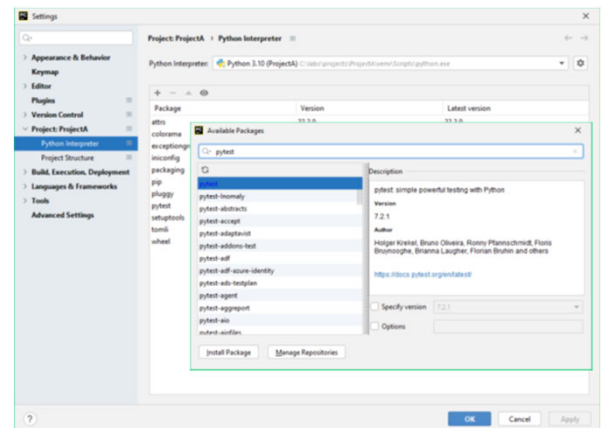 Settings
Project: ProjectA > Python Interpreter
Appearance & Behavior
Keymap
Editor
Plugins
Version Control
Project: ProjectA
Python Interpreter
Project Structure
Build, Execution, Deployment
Languages & Frameworks
Tools
Advanced Settings
Python Interpreter: Python 3.10 (ProjectA)
Package Version Latest version
attrs
colorama
iniconfig
packaging
pip
pluggy
pytest
setuptools
tomli
wheel
Available Packages
pytest
pytest
pytest-lnomaly
pytest-abstracts
pytest-accept
pytest-adaptavist
pytest-addons-test
pytest-adf
pytest-adf-azure-identity
pytest-ads-testplan
pytest-agent
pytest-aggreport
pytest-aio
pytest-aiofiles
Description
pytest: simple powerful testing with Python
Version
7.2.1
Author
Holger Krekel, Bruno Oliveira, Ronny Pfannschmidt, Floris
Bruynooghe, Brianna Laugher, Florian Bruhin and others
https://docs.pytest.org/en/latest/
Specify version 7.2.1
Options
Install Package Manage Repositories
? OK Cancel Apply